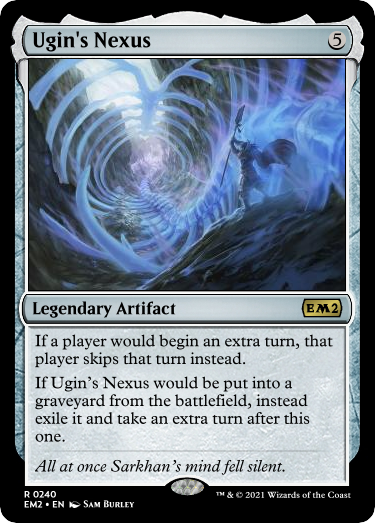 Ugin's Nexus 5
Legendary Artifact EM2
If a player would begin an extra turn, that
player skips that turn instead.
If Ugin's Nexus would be put into a
graveyard from the battlefield, instead
exile it and take an extra turn after this
one.
All at once Sarkhan's mind fell silent.
R 0240
EM2 • EN SAM BURLEY
™ & © 2021 Wizards of the Coast